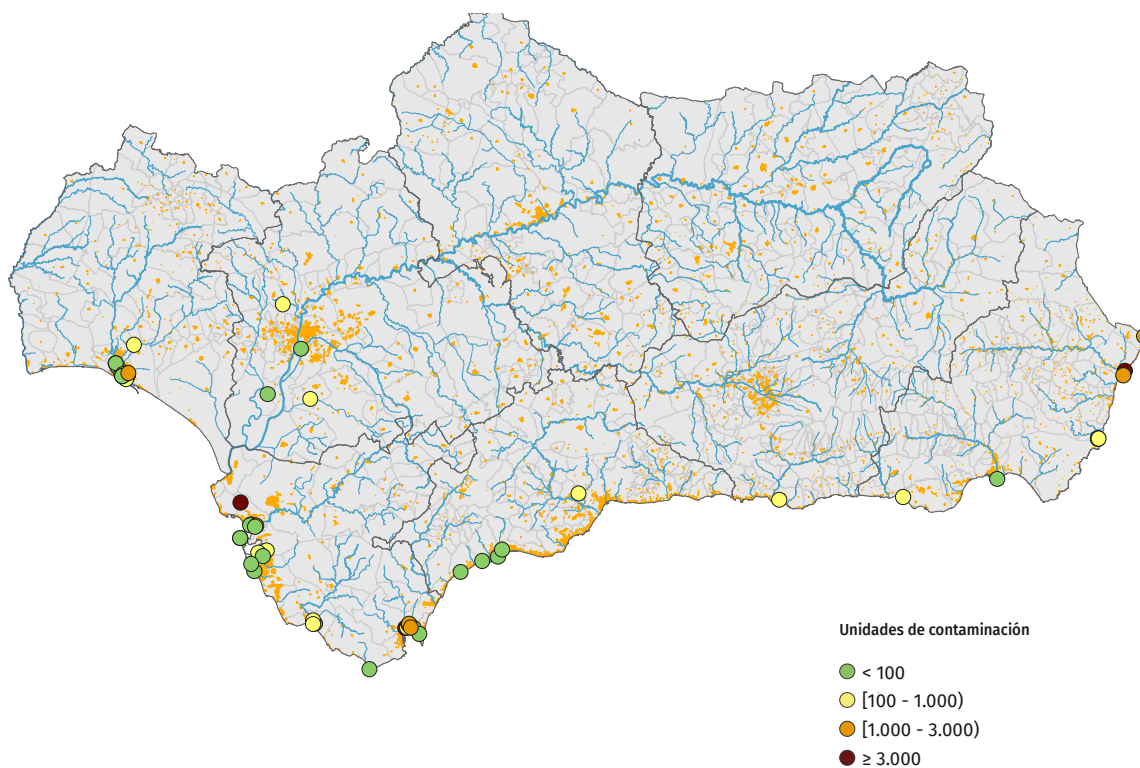 Unidades de contaminación
< 100
[100 - 1.000)
[1.000 - 3.000)
≥ 3.000